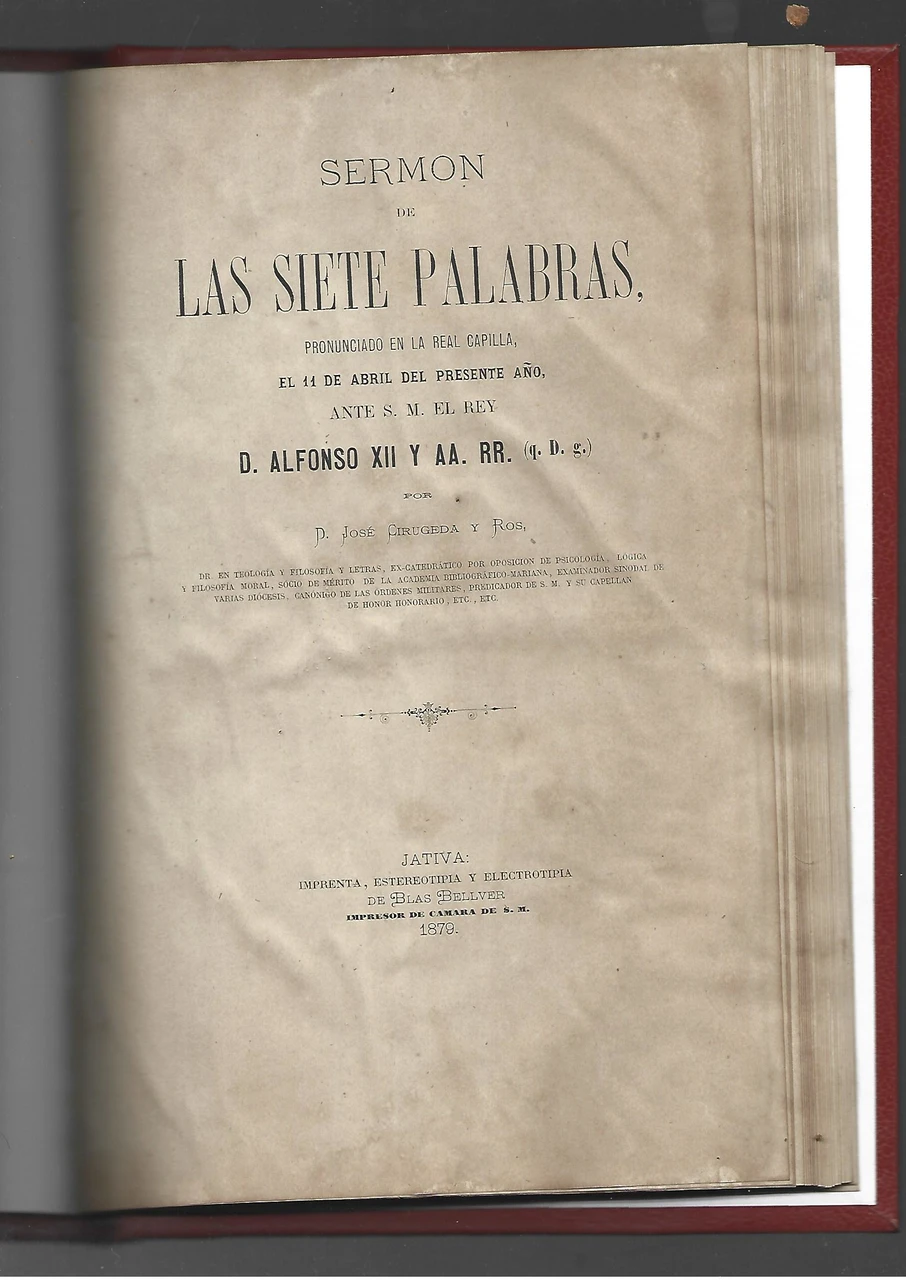 SERMON
DE
LAS SIETE PALABRAS,
PRONUNCIADO EN LA REAL CAPILLA,
EL 11 DE ABRIL DEL PRESENTE AÑO,
ANTE S. M. EL REY
D. ALFONSO XII Y AA. RR. (q. D. g.)
POR
D. José Cirugeda y Ros,
DR. EN TEOLOGÍA Y FILOSOFÍA Y LETRAS, EX-CATEDRÁTICO POR OPOSICION DE PSICOLOGÍA, LÓGICA
Y FILOSOFÍA MORAL, SÓCIO DE MÉRITO DE LA ACADEMIA BIBLIOGRÁFICO-MARIANA, EXAMINADOR SINODAL DE
VARIAS DIÓCESIS, CANÓNIGO DE LAS ÓRDENES MILITARES, PREDICADOR DE S. M. Y SU CAPELLAN
DE HONOR HONORARIO, ETC., ETC.
JATIVA:
IMPRENTA, ESTEREOTIPIA Y ELECTROTIPIA
DE BLAS BELLVER
IMPRESOR DE CAMARA DE S. M.
1879.